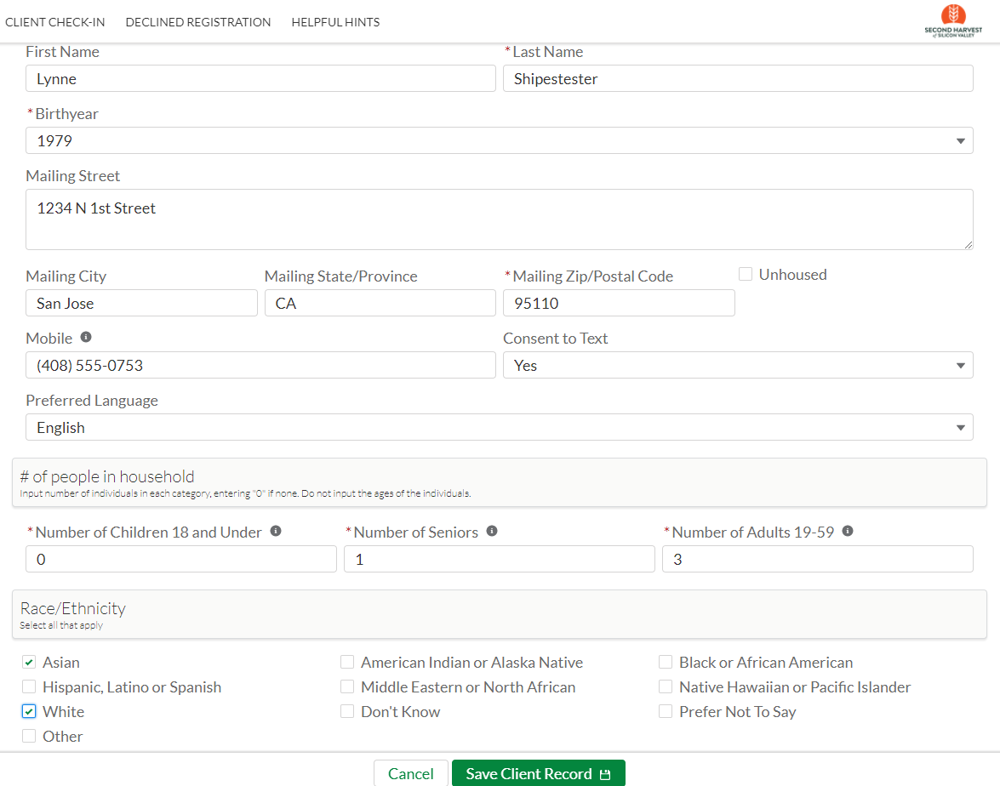 CLIENT CHECK-IN DECLINED REGISTRATION HELPFUL HINTS
SECOND HARVEST
of SILICON VALLEY
First Name *Last Name
Lynne Shipestester
*Birthyear
1979
Mailing Street
1234 N 1st Street
Mailing City Mailing State/Province *Mailing Zip/Postal Code Unhoused
San Jose CA 95110
Mobile Consent to Text
(408) 555-0753 Yes
Preferred Language
English
# of people in household
Input number of individuals in each category, entering "0" if none. Do not input the ages of the individuals.
*Number of Children 18 and Under *Number of Seniors *Number of Adults 19-59
0 1 3
Race/Ethnicity
Select all that apply
Asian American Indian or Alaska Native Black or African American
Hispanic, Latino or Spanish Middle Eastern or North African Native Hawaiian or Pacific Islander
White Don't Know Prefer Not To Say
Other
Cancel Save Client Record